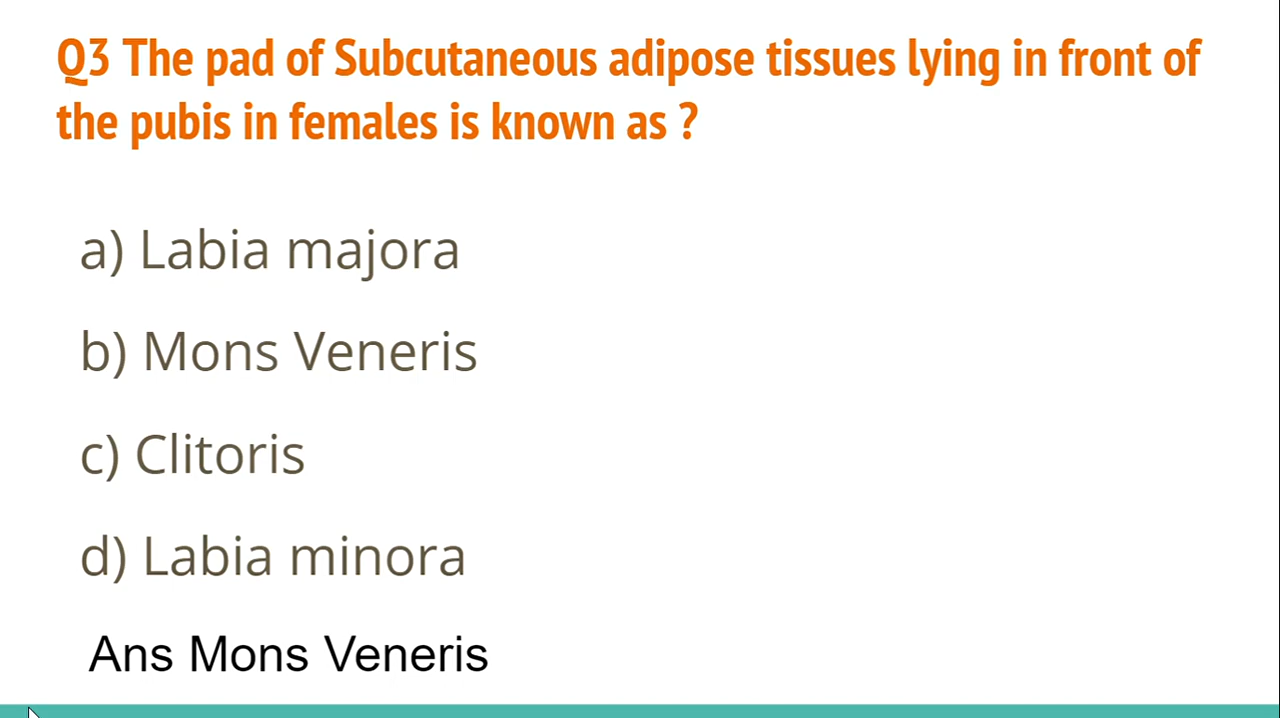 Q3 The pad of Subcutaneous adipose tissues lying in front of
the pubis in females is known as ?
a) Labia majora
b) Mons Veneris
c) Clitoris
d) Labia minora
Ans Mons Veneris